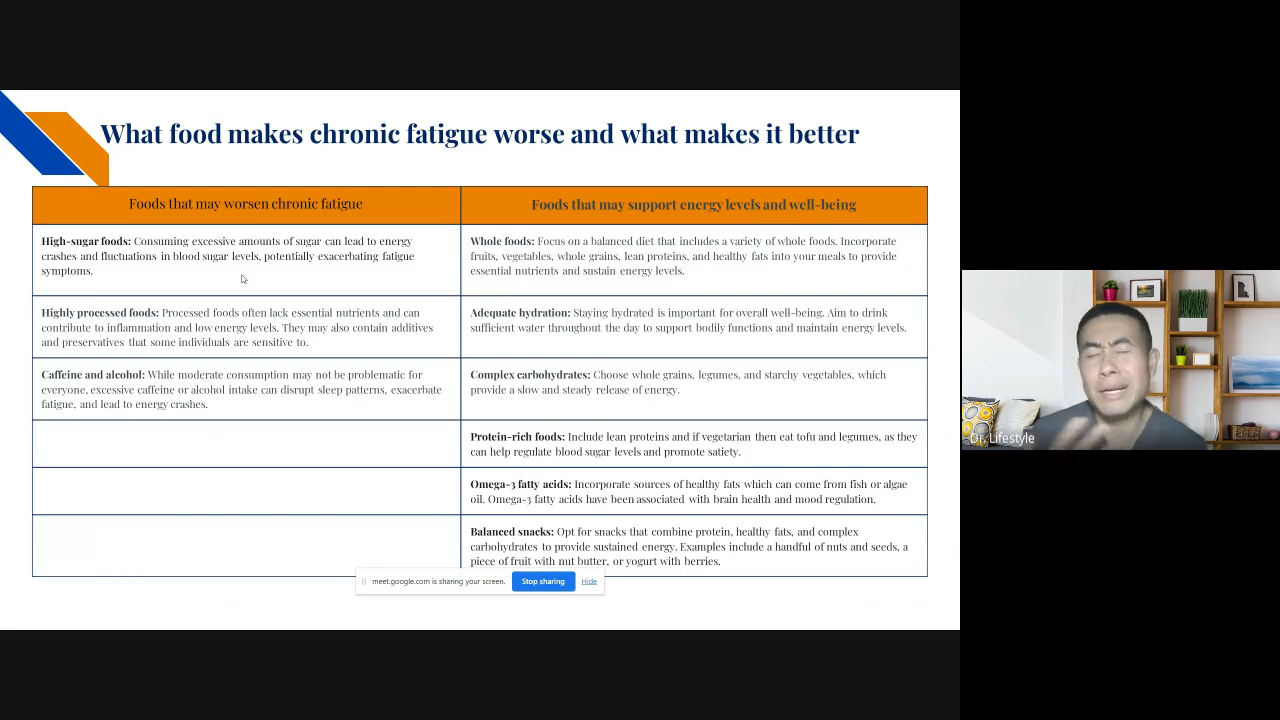 What food makes chronic fatigue worse and what makes it better
Foods that may worsen chronic fatigue
Foods that may support energy levels and well-being
High-sugar foods: Consuming excessive amounts of sugar can lead to energy
crashes and fluctuations in blood sugar levels, potentially exacerbating fatigue
symptoms.
Whole foods: Focus on a balanced diet that includes a variety of whole foods. Incorporate
fruits, vegetables, whole grains, lean proteins, and healthy fats into your meals to provide
essential nutrients and sustain energy levels.
Highly processed foods: Processed foods often lack essential nutrients and can
contribute to inflammation and low energy levels. They may also contain additives
and preservatives that some individuals are sensitive to.
Adequate hydration: Staying hydrated is important for overall well-being. Aim to drink
sufficient water throughout the day to support bodily functions and maintain energy levels.
Caffeine and alcohol: While moderate consumption may not be problematic for
everyone, excessive caffeine or alcohol intake can disrupt sleep patterns, exacerbate
fatigue, and lead to energy crashes.
Complex carbohydrates: Choose whole grains, legumes, and starchy vegetables, which
provide a slow and steady release of energy.
Protein-rich foods: Include lean proteins and if vegetarian then eat tofu and legumes, as they
can help regulate blood sugar levels and promote satiety.
Omega-3 fatty acids: Incorporate sources of healthy fats which can come from fish or algae
oil. Omega-3 fatty acids have been associated with brain health and mood regulation.
Balanced snacks: Opt for snacks that combine protein, healthy fats, and complex
carbohydrates to provide sustained energy. Examples include a handful of nuts and seeds, a
piece of fruit with nut butter, or yogurt with berries.
meet.google.com is sharing your screen.
Stop sharing
Hide
Dr. Lifestyle